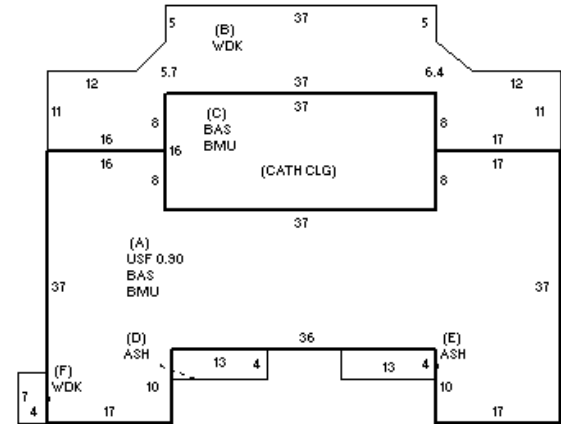 37
5
5
(B)
WDK
5.7
6.4
12
12
37
11
11
37
(C)
BAS
BMU
8
8
16
17
16
16
17
(CATH CLG)
8
8
37
(A)
USF 0.90
BAS
BMU
37
37
36
(D)
ASH
(E)
ASH
13
4
13
4
(F)
WDK
7
4
10
10
17
17